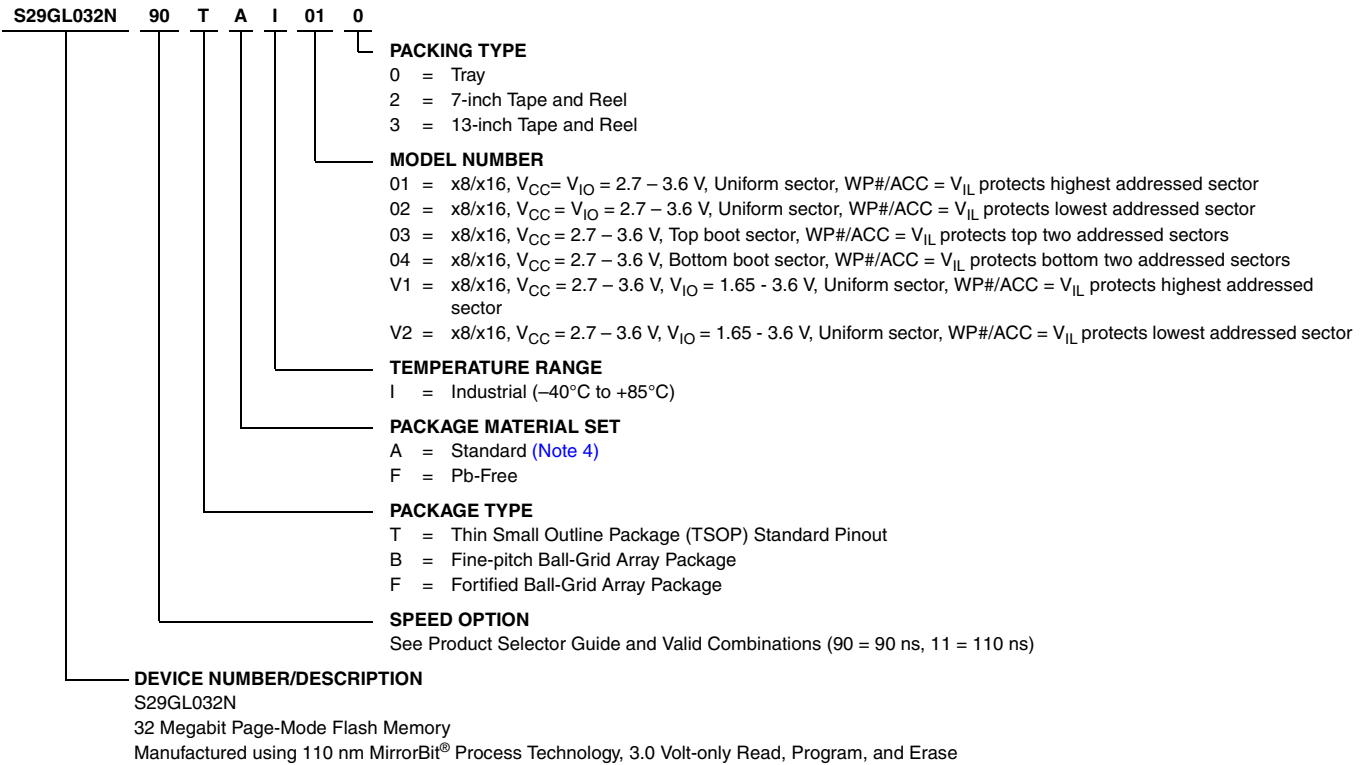 S29GL032N 90 T A I 01 0
PACKING TYPE
0 = Tray
2 = 7-inch Tape and Reel
3 = 13-inch Tape and Reel
MODEL NUMBER
01 = x8/x16, VCC= VIO = 2.7 – 3.6 V, Uniform sector, WP#/ACC = VIL protects highest addressed sector
02 = x8/x16, VCC = VIO = 2.7 – 3.6 V, Uniform sector, WP#/ACC = VIL protects lowest addressed sector
03 = x8/x16, VCC = 2.7 – 3.6 V, Top boot sector, WP#/ACC = VIL protects top two addressed sectors
04 = x8/x16, VCC = 2.7 – 3.6 V, Bottom boot sector, WP#/ACC = VIL protects bottom two addressed sectors
V1 = x8/x16, VCC = 2.7 – 3.6 V, VIO = 1.65 - 3.6 V, Uniform sector, WP#/ACC = VIL protects highest addressed
sector
V2 = x8/x16, VCC = 2.7 – 3.6 V, VIO = 1.65 - 3.6 V, Uniform sector, WP#/ACC = VIL protects lowest addressed sector
TEMPERATURE RANGE
I = Industrial (–40°C to +85°C)
PACKAGE MATERIAL SET
A = Standard (Note 4)
F = Pb-Free
PACKAGE TYPE
T = Thin Small Outline Package (TSOP) Standard Pinout
B = Fine-pitch Ball-Grid Array Package
F = Fortified Ball-Grid Array Package
SPEED OPTION
See Product Selector Guide and Valid Combinations (90 = 90 ns, 11 = 110 ns)
DEVICE NUMBER/DESCRIPTION
S29GL032N
32 Megabit Page-Mode Flash Memory
Manufactured using 110 nm MirrorBit® Process Technology, 3.0 Volt-only Read, Program, and Erase